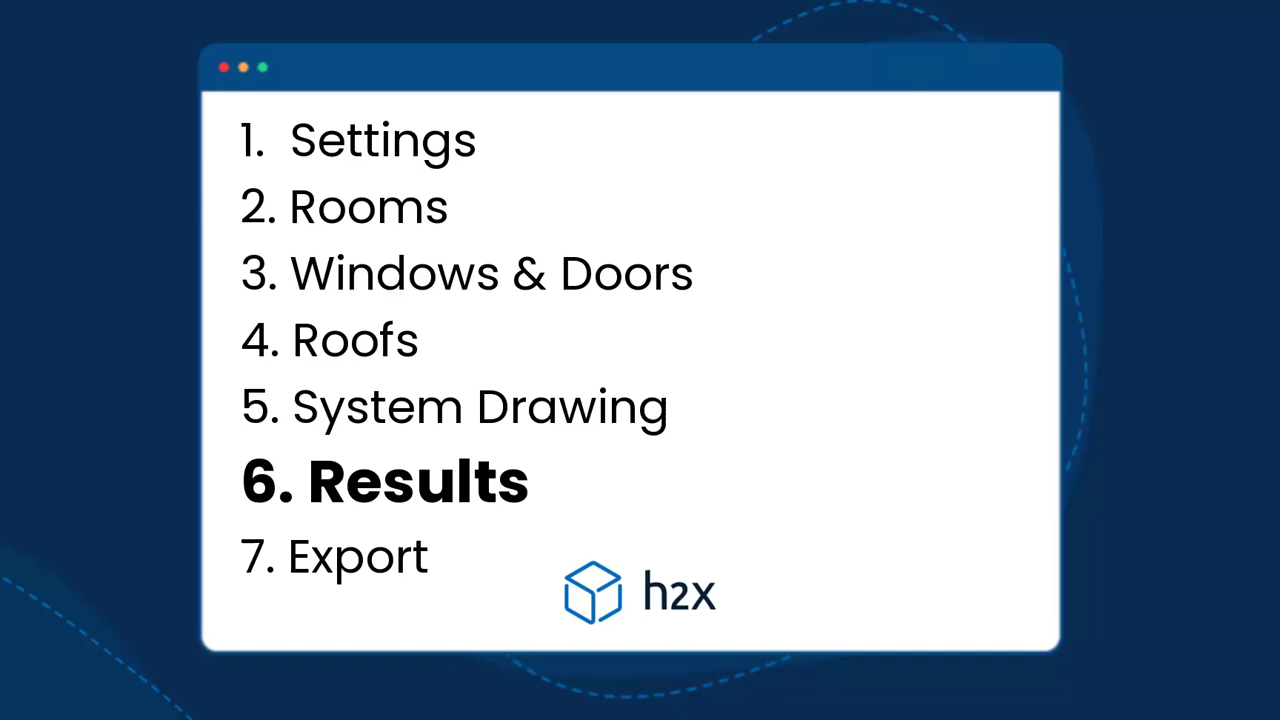 1. Settings
2. Rooms
3. Windows & Doors
4. Roofs
5. System Drawing
6. Results
7. Export
h2x